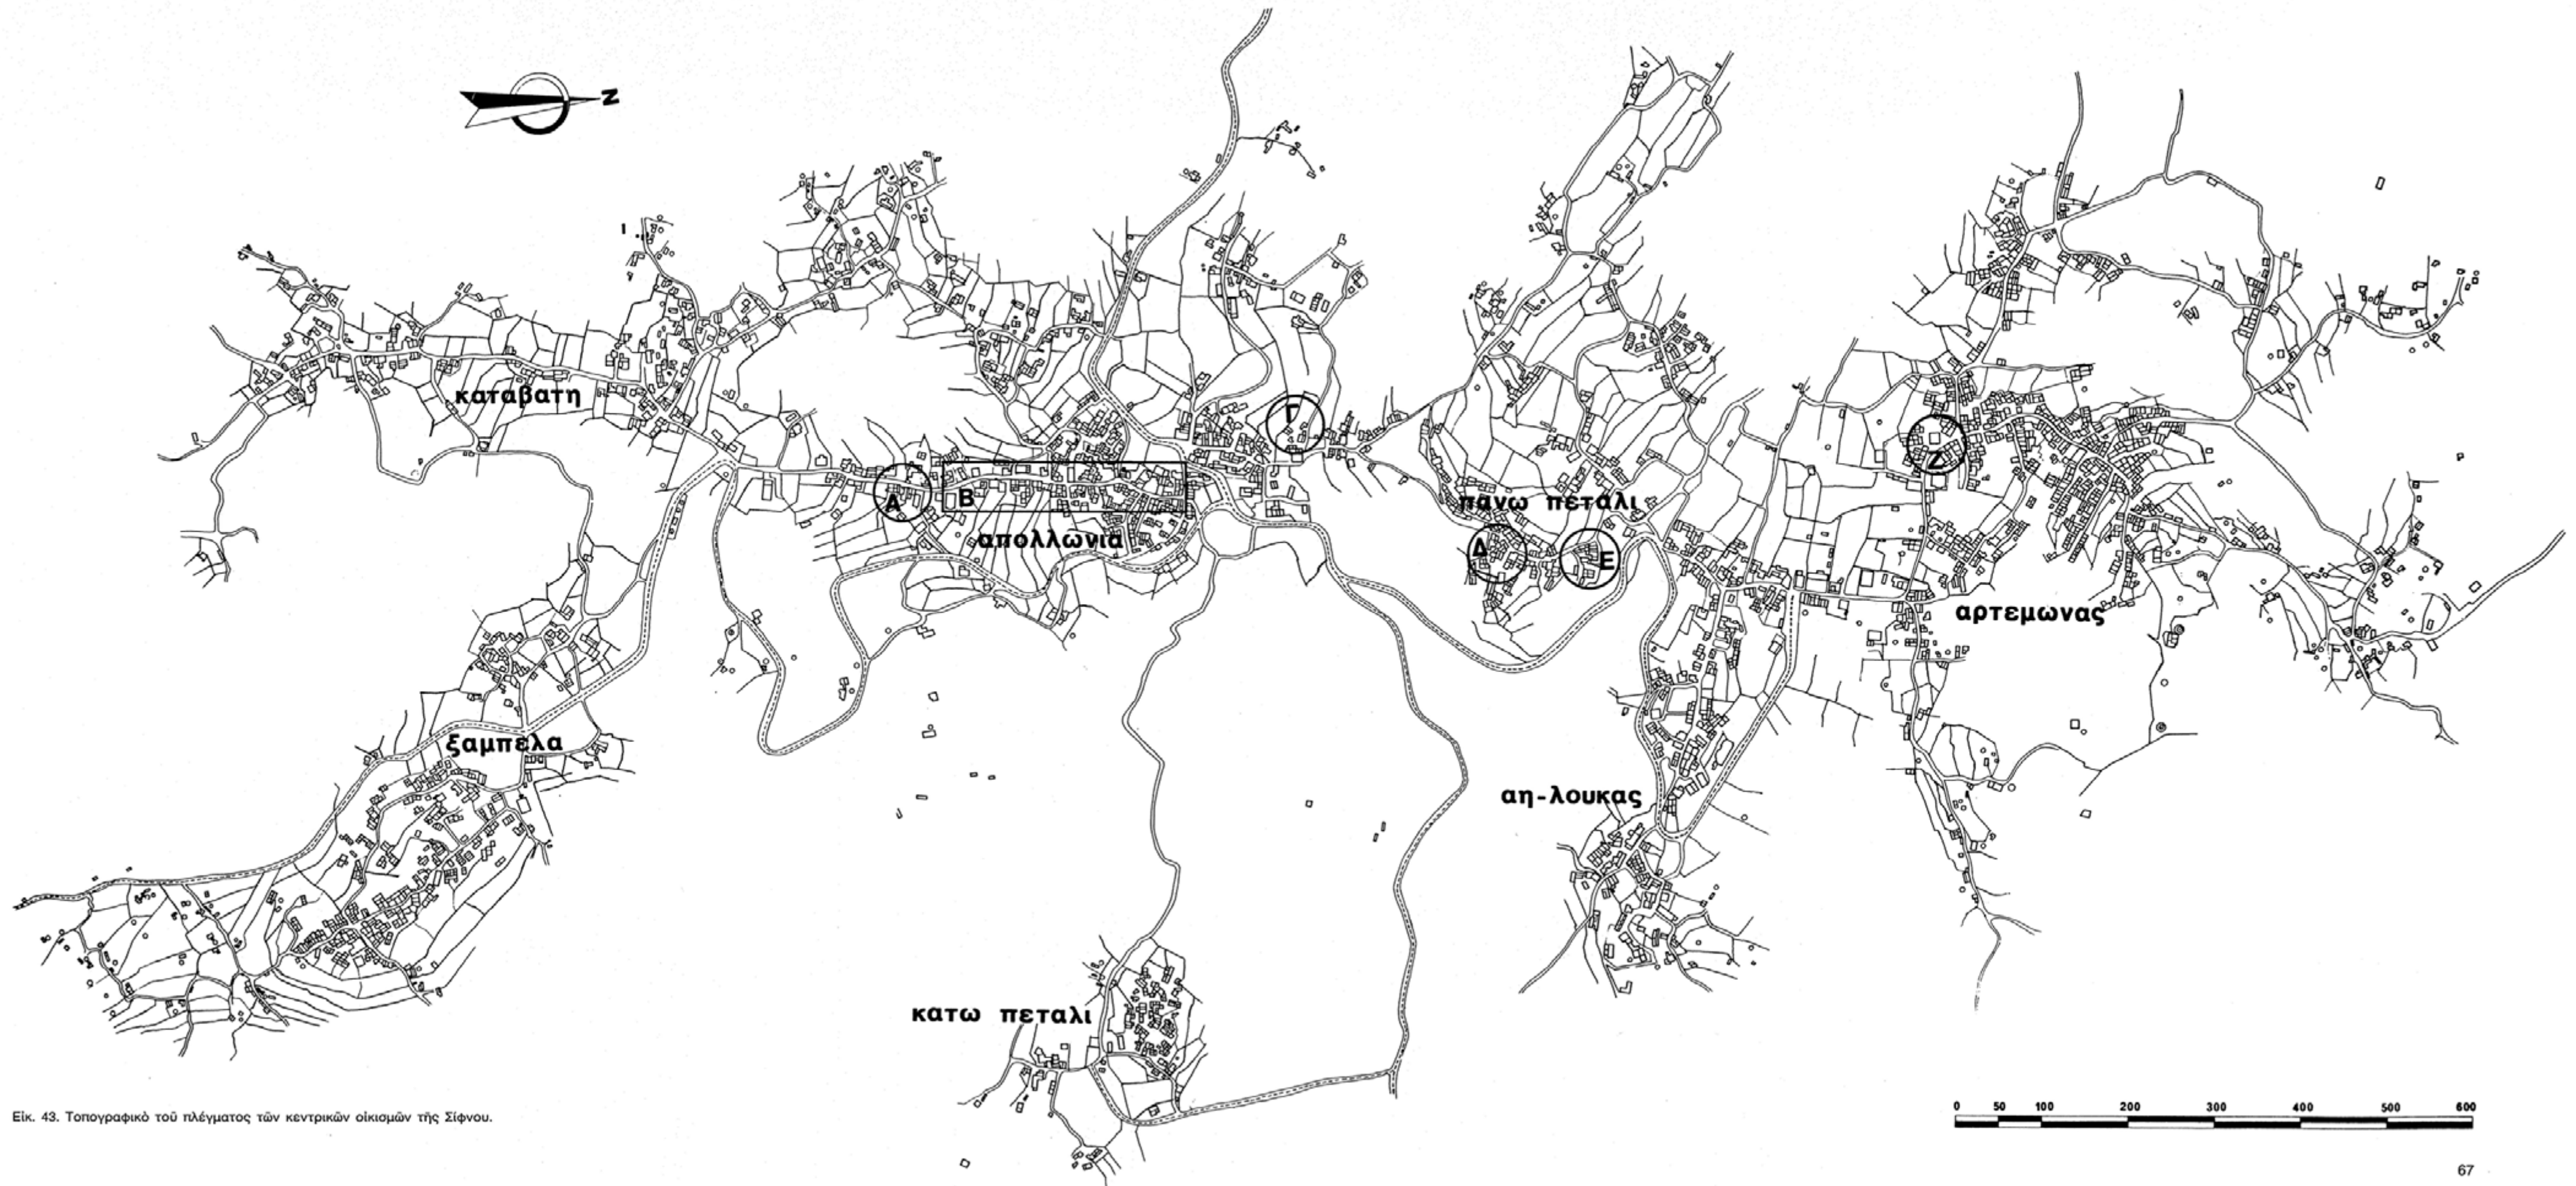 N
καταβατη
Α
Β
Γ
απολλωνια
πανω πεταλι
Δ
Ε
Ζ
αρτεμωνας
ξαμπελα
αη-λουκας
κατω πεταλι
Εἰκ. 43. Τοπογραφικὸ τοῦ πλέγματος τῶν κεντρικῶν οἰκισμῶν τῆς Σίφνου.
0 50 100 200 300 400 500 600
67